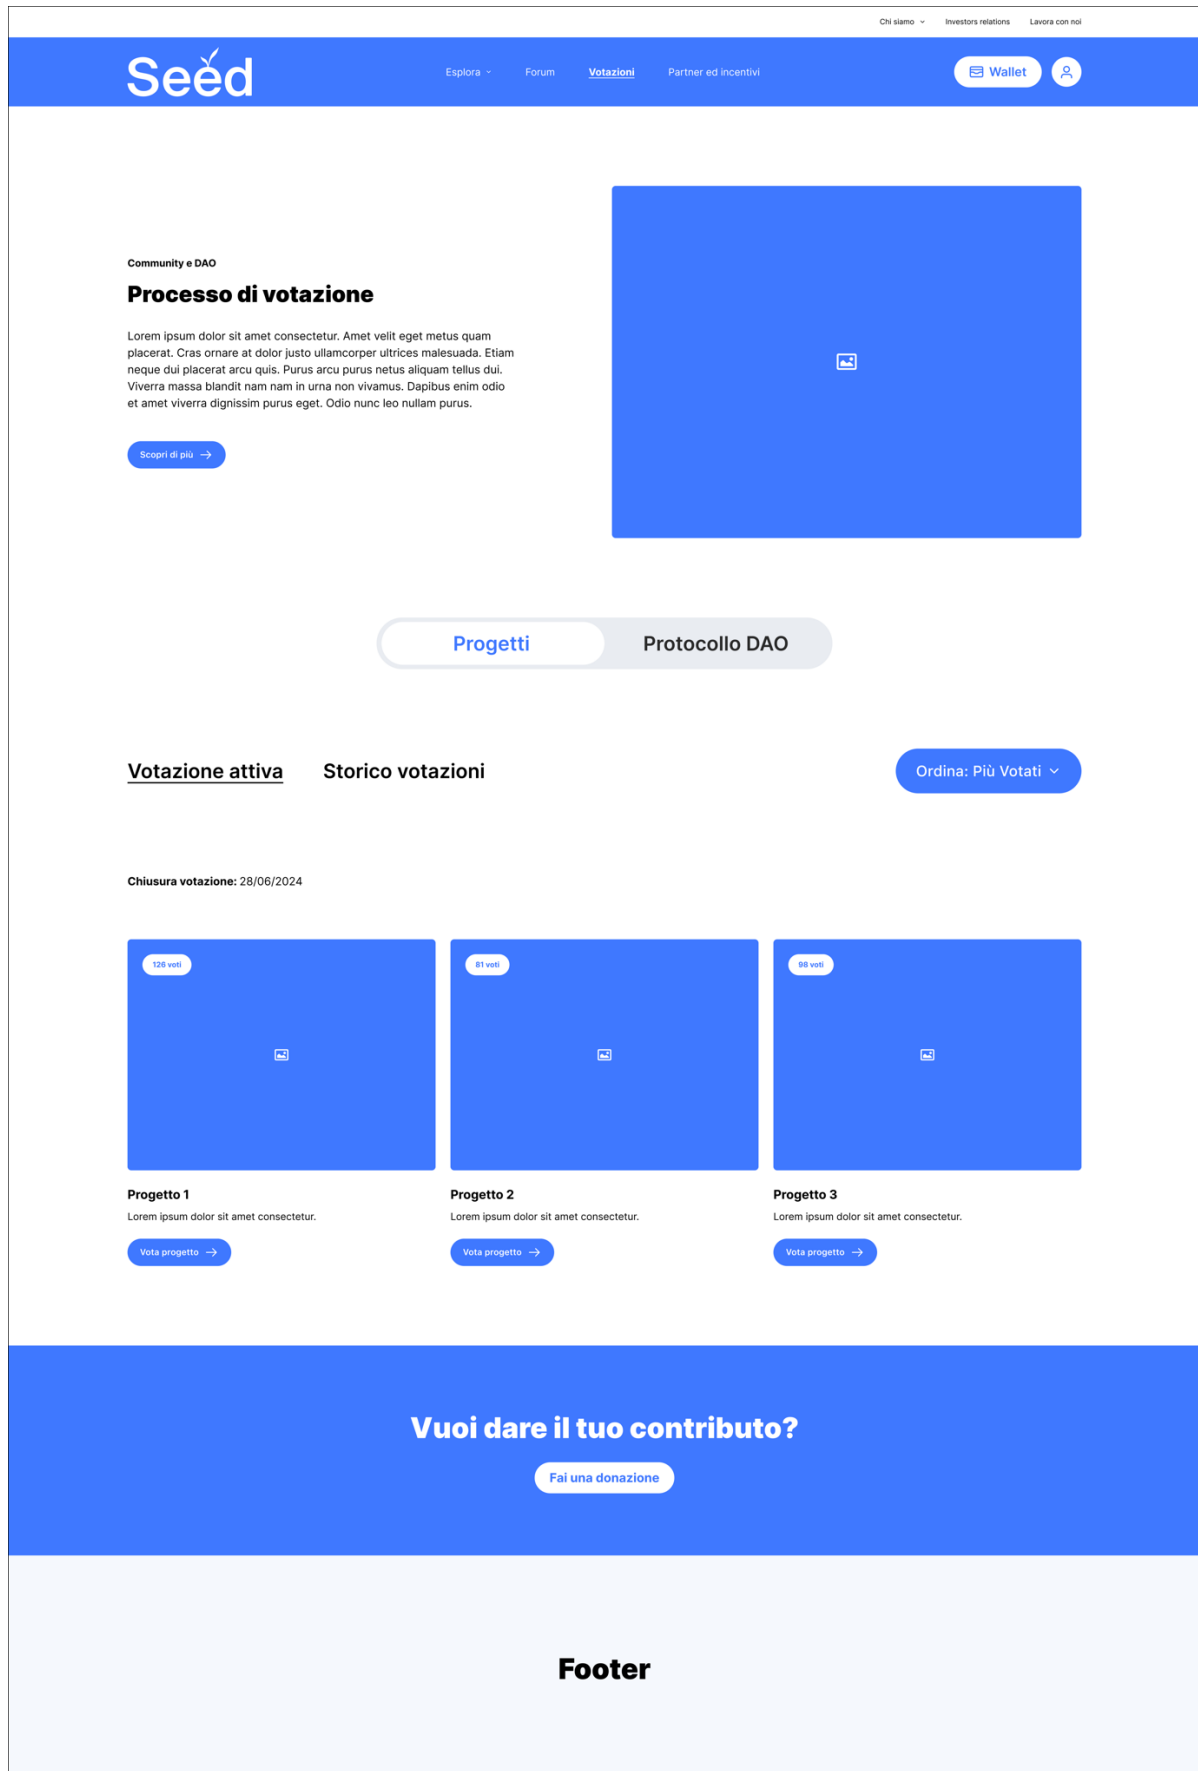 Chi siamo
Investors relations
Lavora con noi
Seed
Esplora
Forum
Votazioni
Partner ed incentivi
Wallet
Community e DAO
Processo di votazione
Lorem ipsum dolor sit amet consectetur. Amet velit eget metus quam
placerat. Cras ornare at dolor justo ullamcorper ultrices malesuada. Etiam
neque dui placerat arcu quis. Purus arcu purus netus aliquam tellus dui.
Viverra massa blandit nam nam in urna non vivamus. Dapibus enim odio
et amet viverra dignissim purus eget. Odio nunc leo nullam purus.
Scopri di più
Progetti
Protocollo DAO
Votazione attiva
Storico votazioni
Ordina: Più Votati
Chiusura votazione: 28/06/2024
126 voti
81 voti
98 voti
Progetto 1
Lorem ipsum dolor sit amet consectetur.
Vota progetto
Progetto 2
Lorem ipsum dolor sit amet consectetur.
Vota progetto
Progetto 3
Lorem ipsum dolor sit amet consectetur.
Vota progetto
Vuoi dare il tuo contributo?
Fai una donazione
Footer